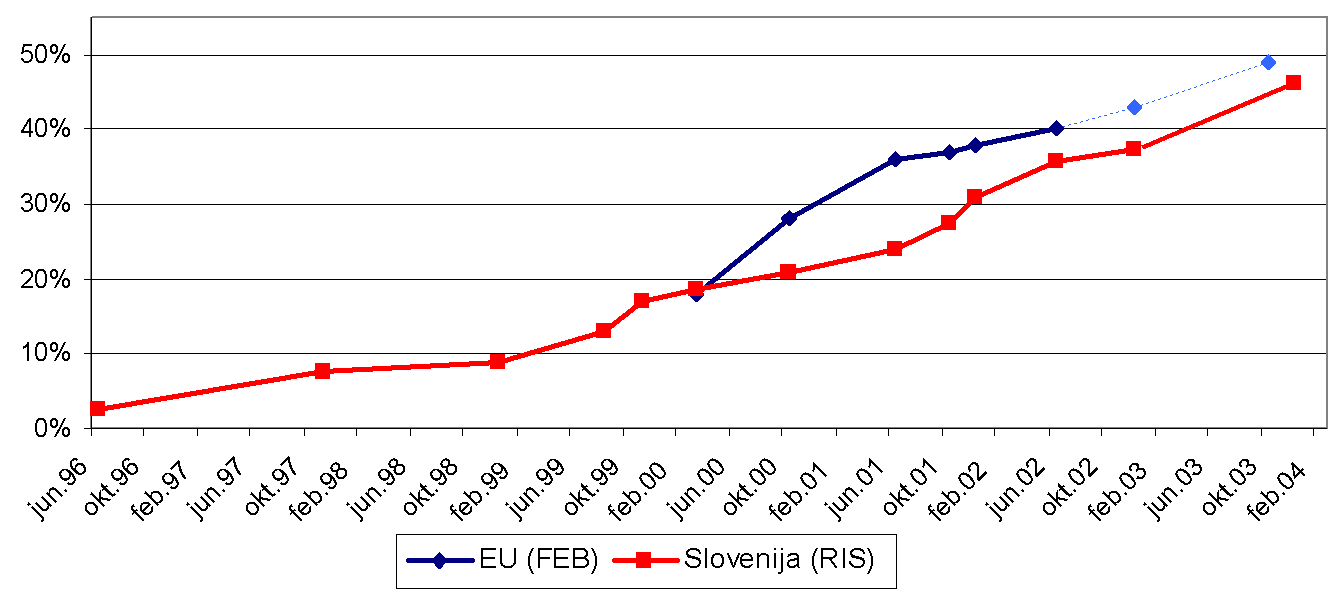 50%
40%
30%
20%
10%
0%
jun.96
okt.96
feb.97
jun.97
okt.97
feb.98
jun.98
okt.98
feb.99
jun.99
okt.99
feb.00
jun.00
okt.00
feb.01
jun.01
okt.01
feb.02
jun.02
okt.02
feb.03
jun.03
okt.03
feb.04
EU (FEB) Slovenija (RIS)